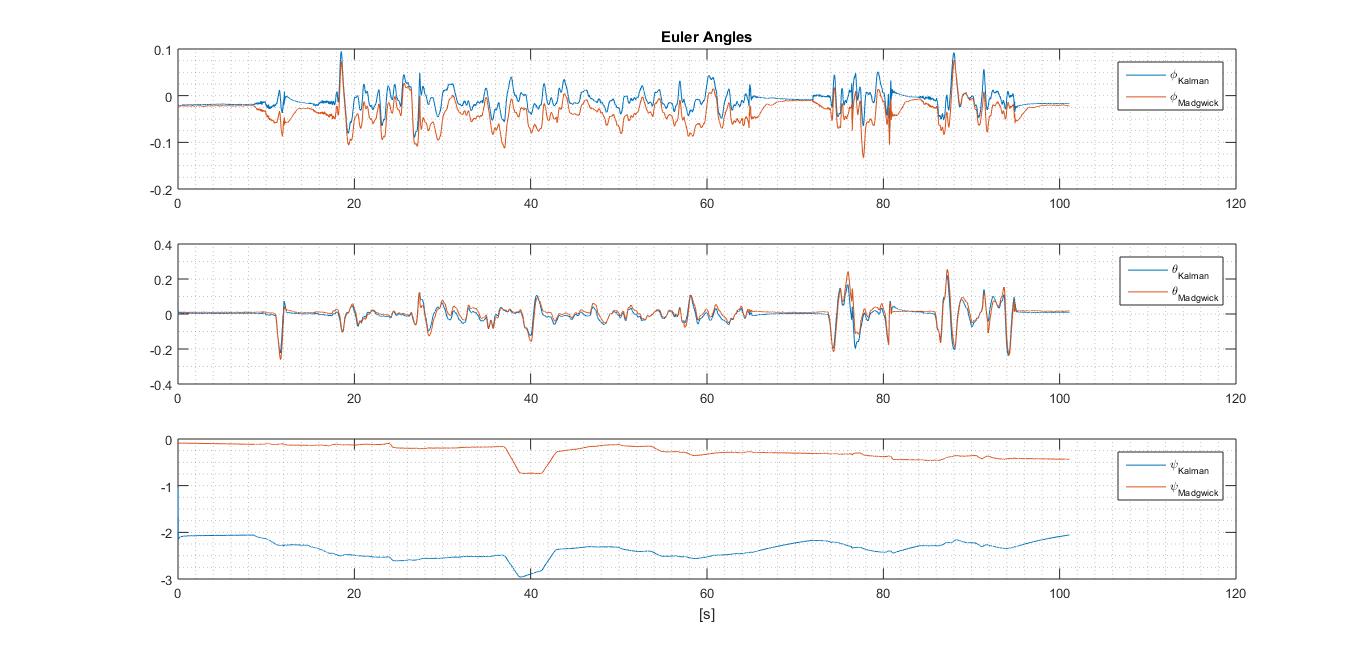 Euler Angles
0.1
0
-0.1
-0.2
ϕKalman
ϕMadgwick
0 20 40 60 80 100 120
0.4
0.2
0
-0.2
-0.4
θKalman
θMadgwick
0 20 40 60 80 100 120
0
-1
-2
-3
ψKalman
ψMadgwick
0 20 40 60 80 100 120
[s]